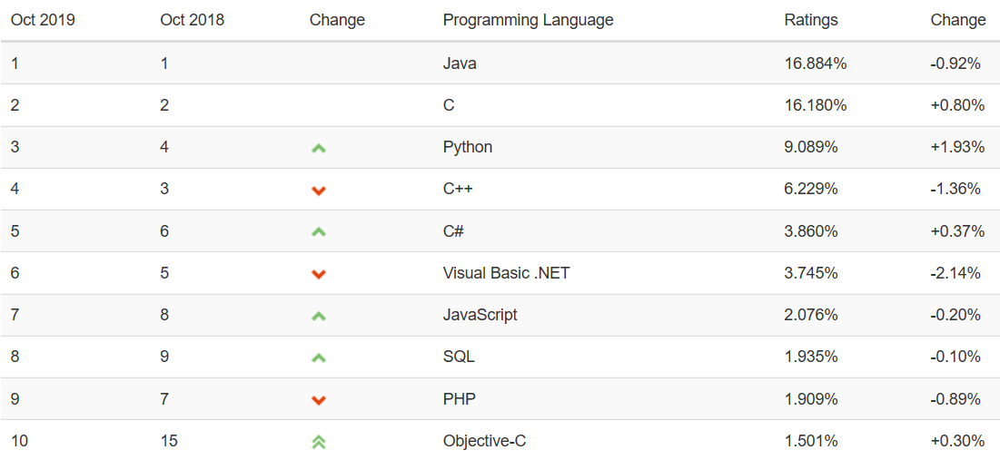 Oct 2019 Oct 2018 Change Programming Language Ratings Change
1 1 Java 16.884% -0.92%
2 2 C 16.180% +0.80%
3 4 Python 9.089% +1.93%
4 3 C++ 6.229% -1.36%
5 6 C# 3.860% +0.37%
6 5 Visual Basic .NET 3.745% -2.14%
7 8 JavaScript 2.076% -0.20%
8 9 SQL 1.935% -0.10%
9 7 PHP 1.909% -0.89%
10 15 Objective-C 1.501% +0.30%